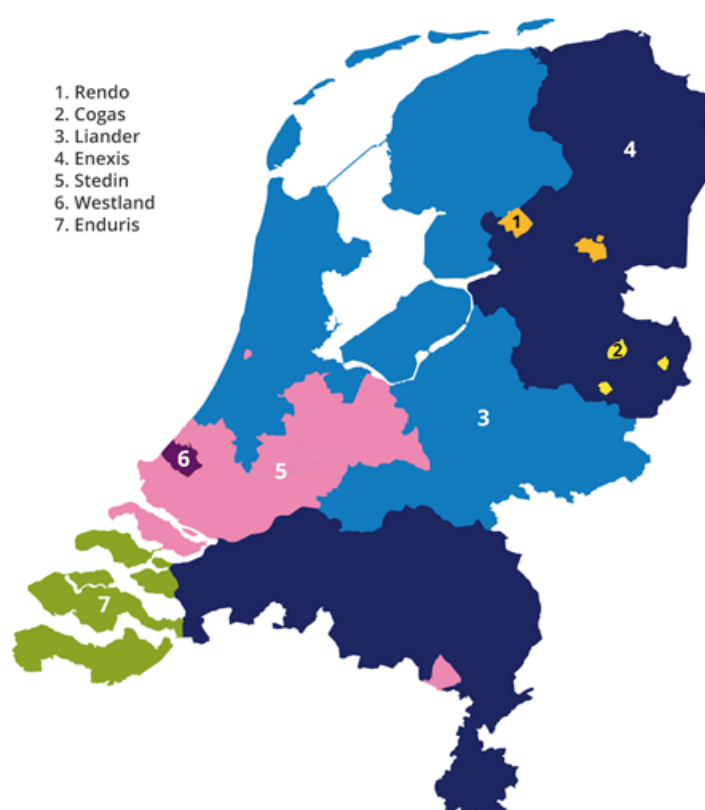 1. Rendo
2. Cogas
3. Liander
4. Enexis
5. Stedin
6. Westland
7. Enduris
4
1
2
3
6
5
7